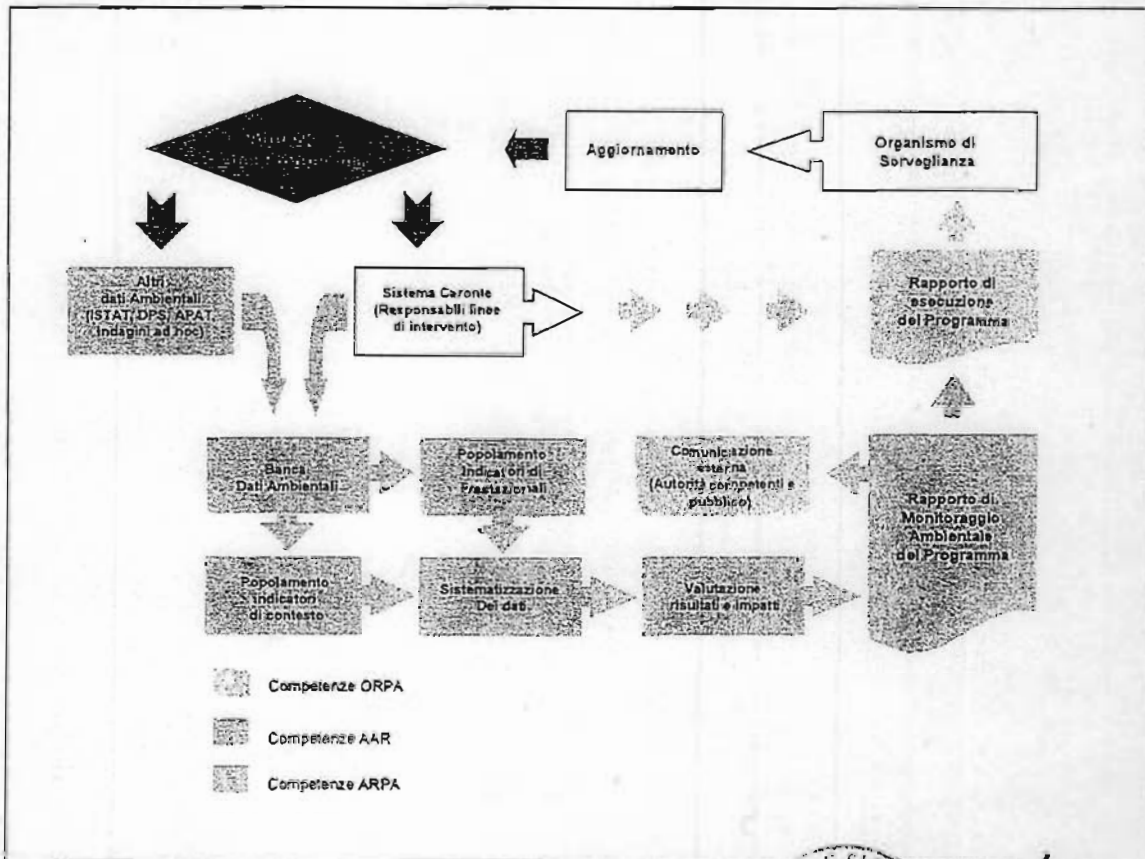 Aggiornamento
Organismo di
Sorveglianza
Altri
dati Ambientali
(ISTAT, DPS, APAT,
Indagini ad hoc)
Sistema Caronte
(Responsabili linee
di intervento)
Rapporto di
esecuzione
del Programma
Banca
Dati Ambientali
Popolamento
Indicatori di
Prestazionali
Comunicazione
esterna
(Autorità competenti e
pubblico)
Rapporto di
Monitoraggio
Ambientale
del Programma
Popolamento
indicatori
di contesto
Sistematizzazione
Dei dati
Valutazione
risultati e impatti
Competenze ORPA
Competenze AAR
Competenze ARPA